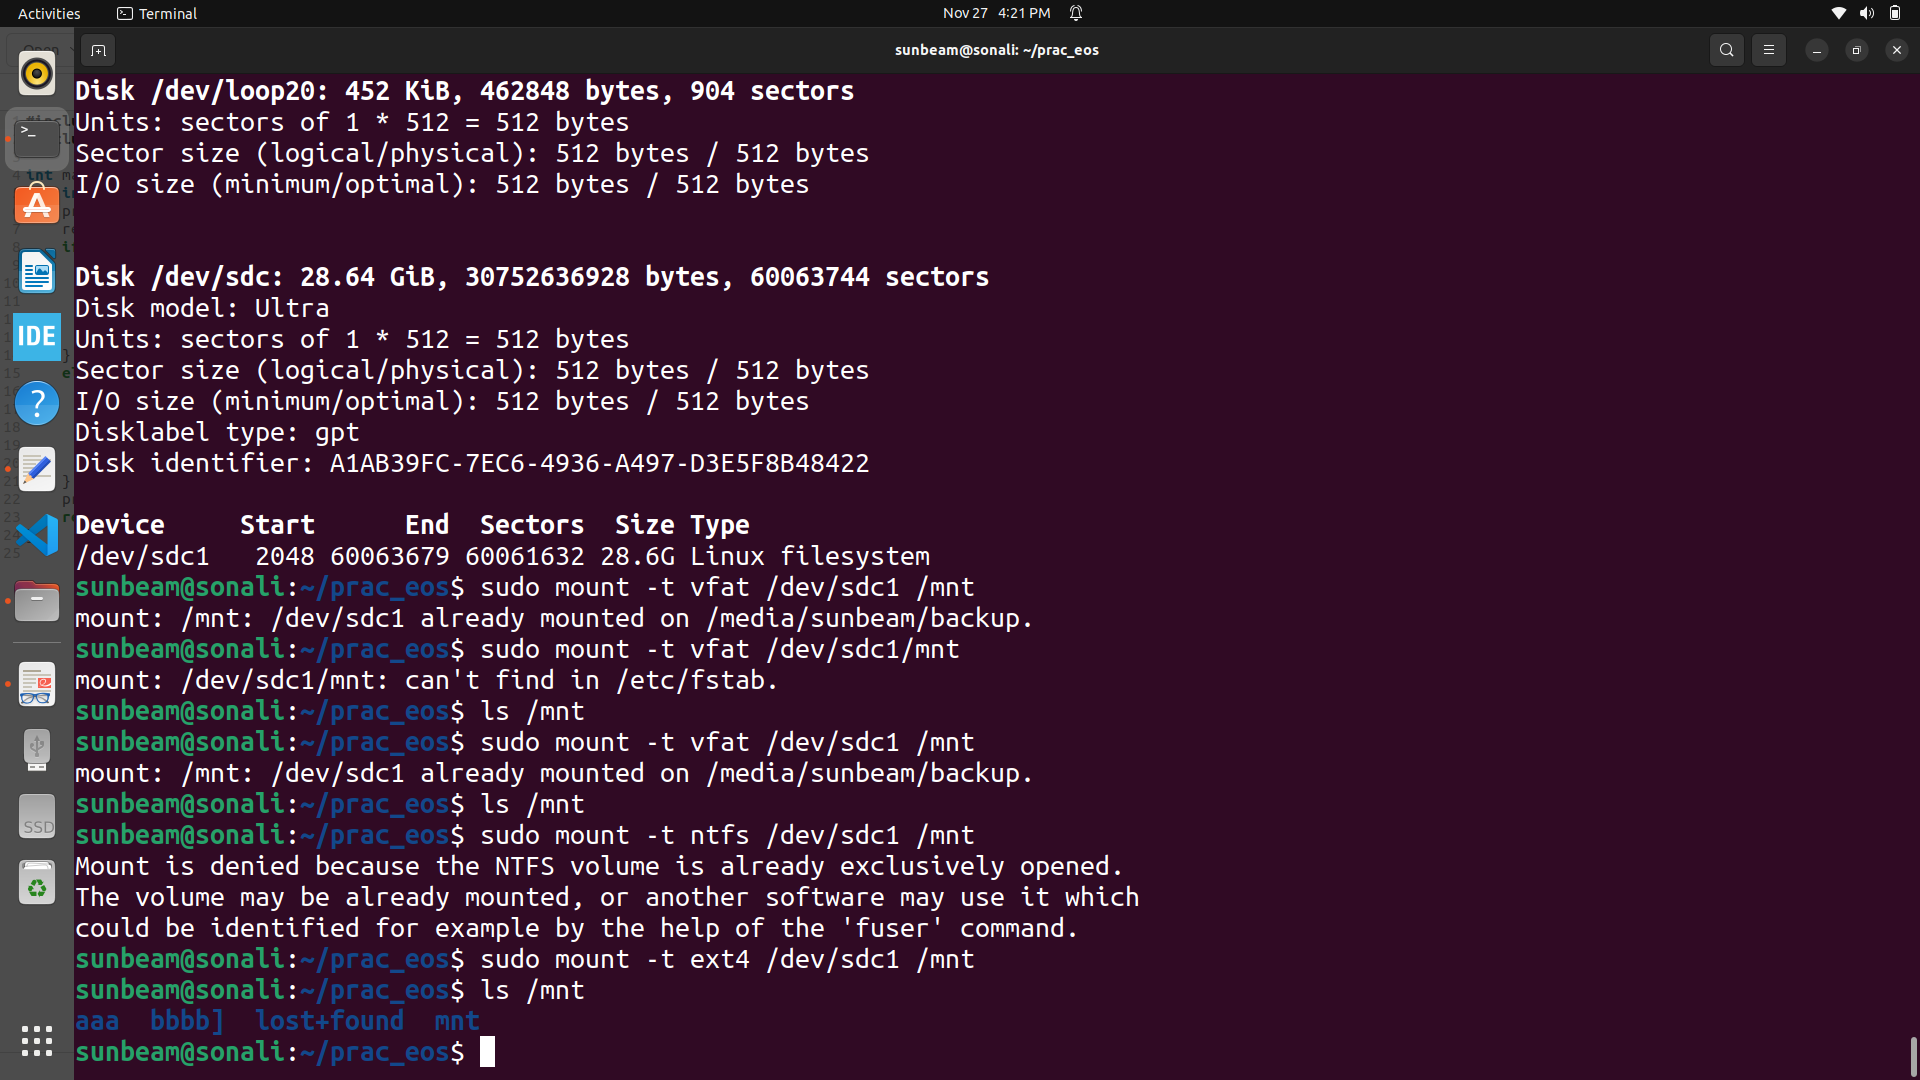 Activities
Terminal
Nov 27 4:21 PM
sunbeam@sonali: ~/prac_eos
Disk /dev/loop20: 452 KiB, 462848 bytes, 904 sectors
Units: sectors of 1 * 512 = 512 bytes
Sector size (logical/physical): 512 bytes / 512 bytes
I/O size (minimum/optimal): 512 bytes / 512 bytes
Disk /dev/sdc: 28.64 GiB, 30752636928 bytes, 60063744 sectors
Disk model: Ultra
Units: sectors of 1 * 512 = 512 bytes
Sector size (logical/physical): 512 bytes / 512 bytes
I/O size (minimum/optimal): 512 bytes / 512 bytes
Disklabel type: gpt
Disk identifier: A1AB39FC-7EC6-4936-A497-D3E5F8B48422
Device Start End Sectors Size Type
/dev/sdc1 2048 60063679 60061632 28.6G Linux filesystem
sunbeam@sonali:~/prac_eos$ sudo mount -t vfat /dev/sdc1 /mnt
mount: /mnt: /dev/sdc1 already mounted on /media/sunbeam/backup.
sunbeam@sonali:~/prac_eos$ sudo mount -t vfat /dev/sdc1/mnt
mount: /dev/sdc1/mnt: can't find in /etc/fstab.
sunbeam@sonali:~/prac_eos$ ls /mnt
sunbeam@sonali:~/prac_eos$ sudo mount -t vfat /dev/sdc1 /mnt
mount: /mnt: /dev/sdc1 already mounted on /media/sunbeam/backup.
sunbeam@sonali:~/prac_eos$ ls /mnt
sunbeam@sonali:~/prac_eos$ sudo mount -t ntfs /dev/sdc1 /mnt
Mount is denied because the NTFS volume is already exclusively opened.
The volume may be already mounted, or another software may use it which
could be identified for example by the help of the 'fuser' command.
sunbeam@sonali:~/prac_eos$ sudo mount -t ext4 /dev/sdc1 /mnt
sunbeam@sonali:~/prac_eos$ ls /mnt
aaa bbbb] lost+found mnt
sunbeam@sonali:~/prac_eos$
IDE
SSD